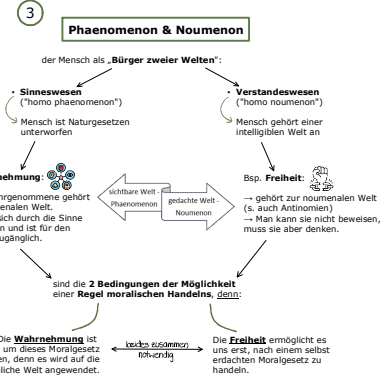 3
Phaenomenon & Noumenon
der Mensch als „Bürger zweier Welten":
• Sinneswesen
("homo phaenomenon")
Mensch ist Naturgesetzen
unterworfen
• Verstandeswesen
("homo noumenon")
Mensch gehört einer
intelligiblen Welt an
nehmung:
hrgenommene gehört
enalen Welt.
sich durch die Sinne
n und ist für den
ugänglich.
sichtbare Welt -
Phaenomenon
gedachte Welt -
Noumenon
Bsp. Freiheit:
→ gehört zur noumenalen Welt
(s. auch Antinomien)
→ Man kann sie nicht beweisen,
muss sie aber denken.
sind die 2 Bedingungen der Möglichkeit
einer Regel moralischen Handelns, denn:
Die Wahrnehmung ist
um dieses Moralgesetz
en, denn es wird auf die
liche Welt angewendet.
beides zusammen
notwendig
Die Freiheit ermöglicht es
uns erst, nach einem selbst
erdachten Moralgesetz zu
handeln.